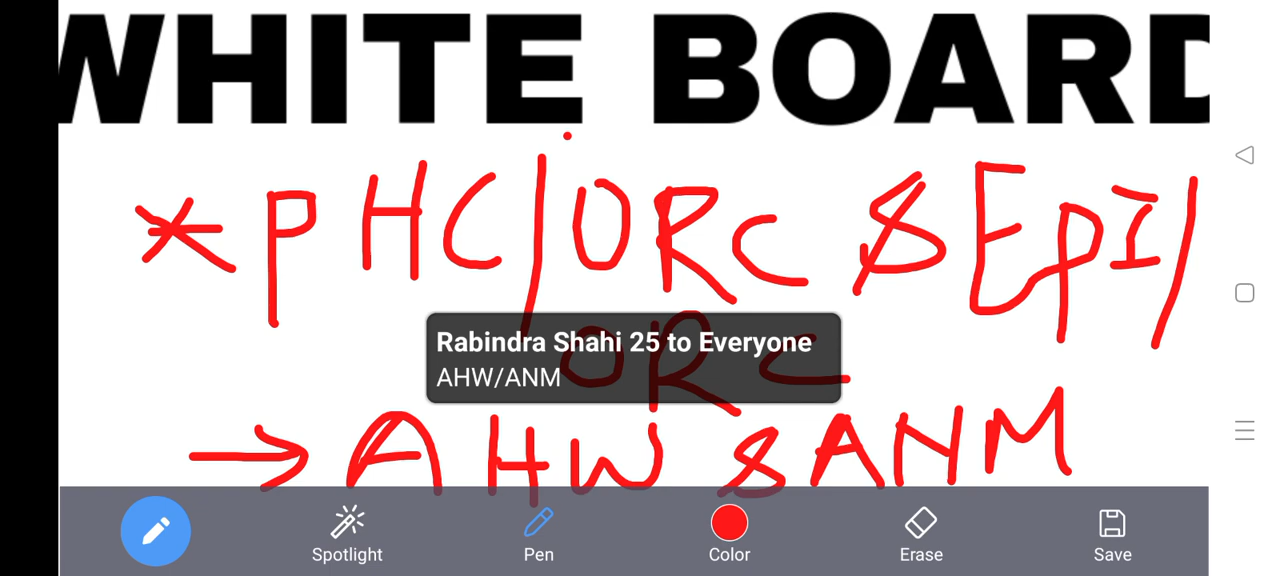 WHITE BOARD
* PHC/ORC & EpI/
ORC
Rabindra Shahi 25 to Everyone
AHW/ANM
→ AHW & ANM
Spotlight
Pen
Color
Erase
Save